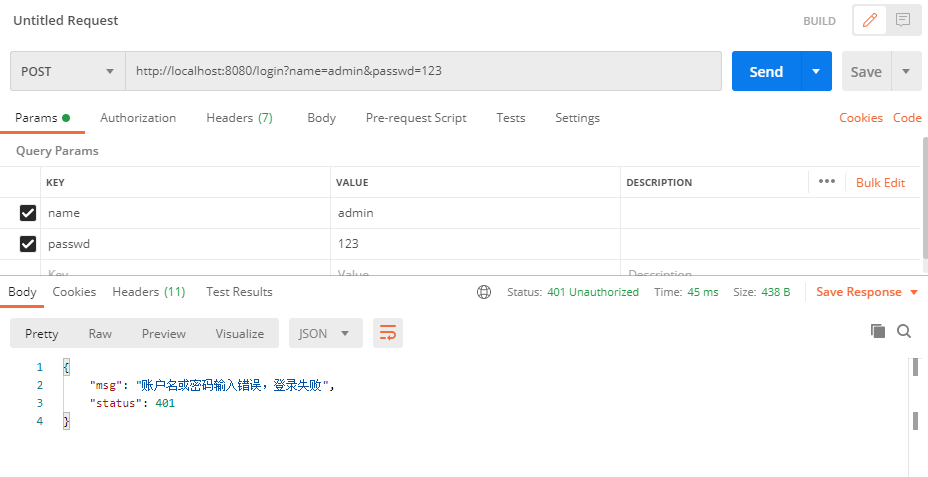 Untitled Request
BUILD
POST
http://localhost:8080/login?name=admin&passwd=123
Send
Save
Params
Authorization
Headers (7)
Body
Pre-request Script
Tests
Settings
Cookies
Code
Query Params
KEY VALUE DESCRIPTION ••• Bulk Edit
name admin
passwd 123
Key Value Description
Body
Cookies
Headers (11)
Test Results
Status: 401 Unauthorized
Time: 45 ms
Size: 438 B
Save Response
Pretty
Raw
Preview
Visualize
JSON
1 {
2 "msg": "账户名或密码输入错误，登录失败",
3 "status": 401
4 }